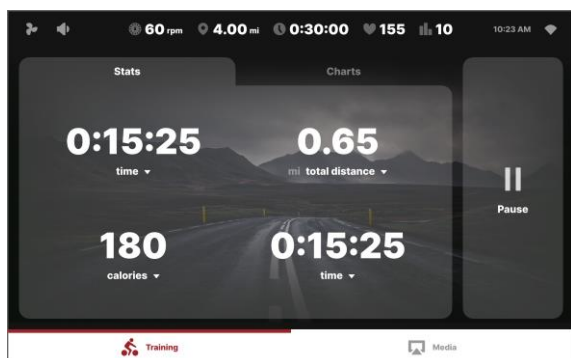 60 rpm 4.00 mi 0:30:00 155 10 10:23 AM
Stats Charts
0:15:25 0.65
time mi total distance
180 0:15:25
calories time
Pause
Training Media